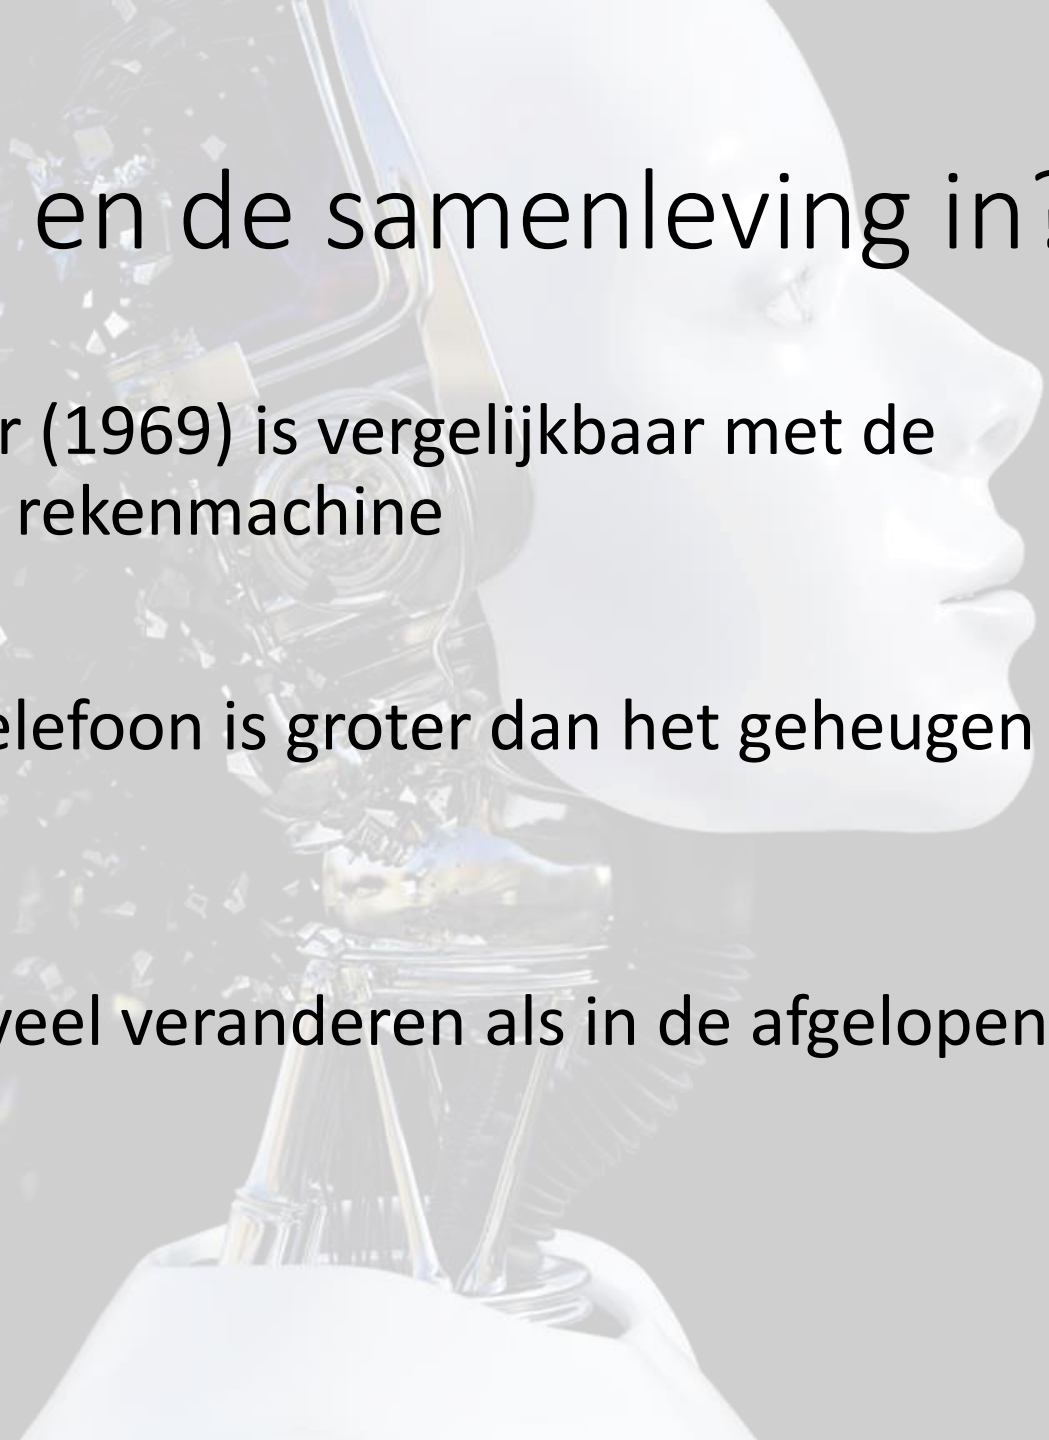 en de samenleving in?
r (1969) is vergelijkbaar met de
rekenmachine
elefoon is groter dan het geheugen
veel veranderen als in de afgelopen